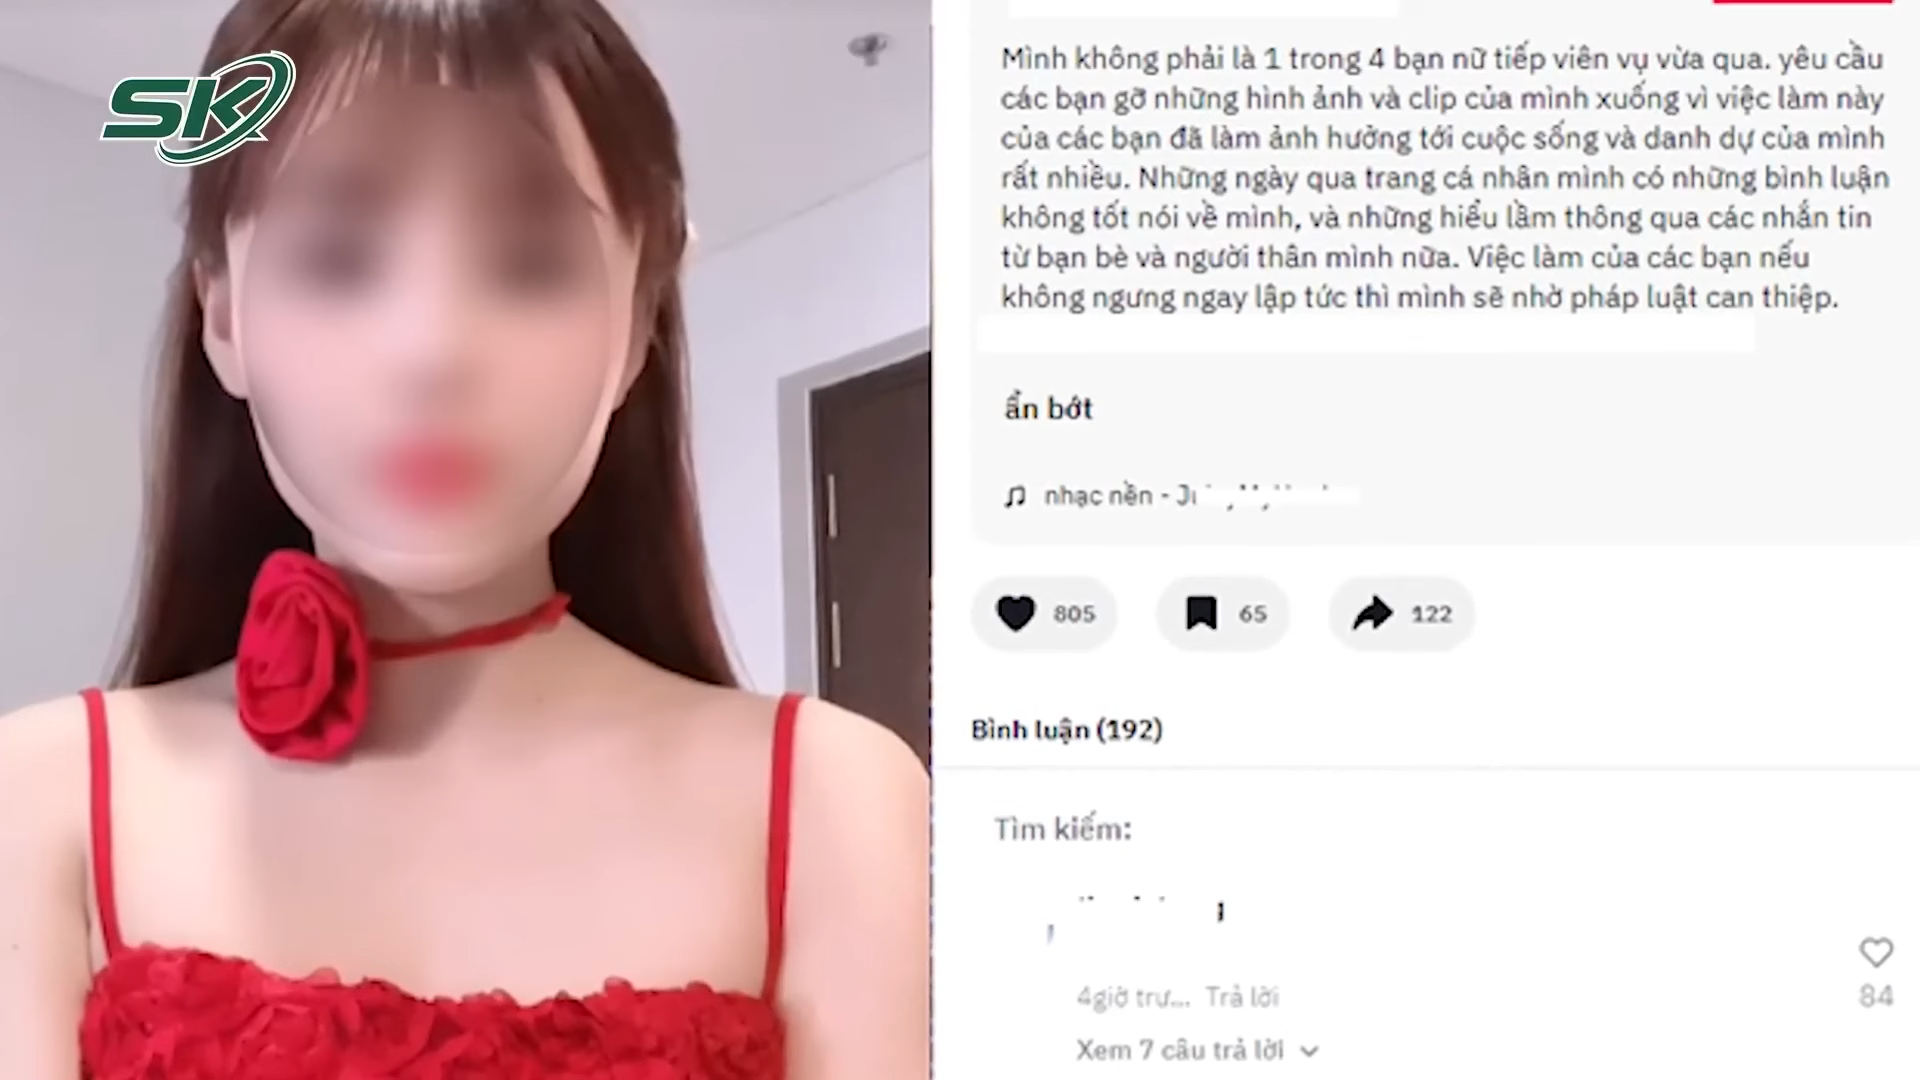 SK
Mình không phải là 1 trong 4 bạn nữ tiếp viên vụ vừa qua. yêu cầu
các bạn gỡ những hình ảnh và clip của mình xuống vì việc làm này
của các bạn đã làm ảnh hưởng tới cuộc sống và danh dự của mình
rất nhiều. Những ngày qua trang cá nhân mình có những bình luận
không tốt nói về mình, và những hiểu lầm thông qua các nhắn tin
từ bạn bè và người thân mình nữa. Việc làm của các bạn nếu
không ngưng ngay lập tức thì mình sẽ nhờ pháp luật can thiệp.
ẩn bớt
nhạc nền -
805 65 122
Bình luận (192)
Tìm kiếm:
4giờ trư... Trả lời
84
Xem 7 câu trả lời